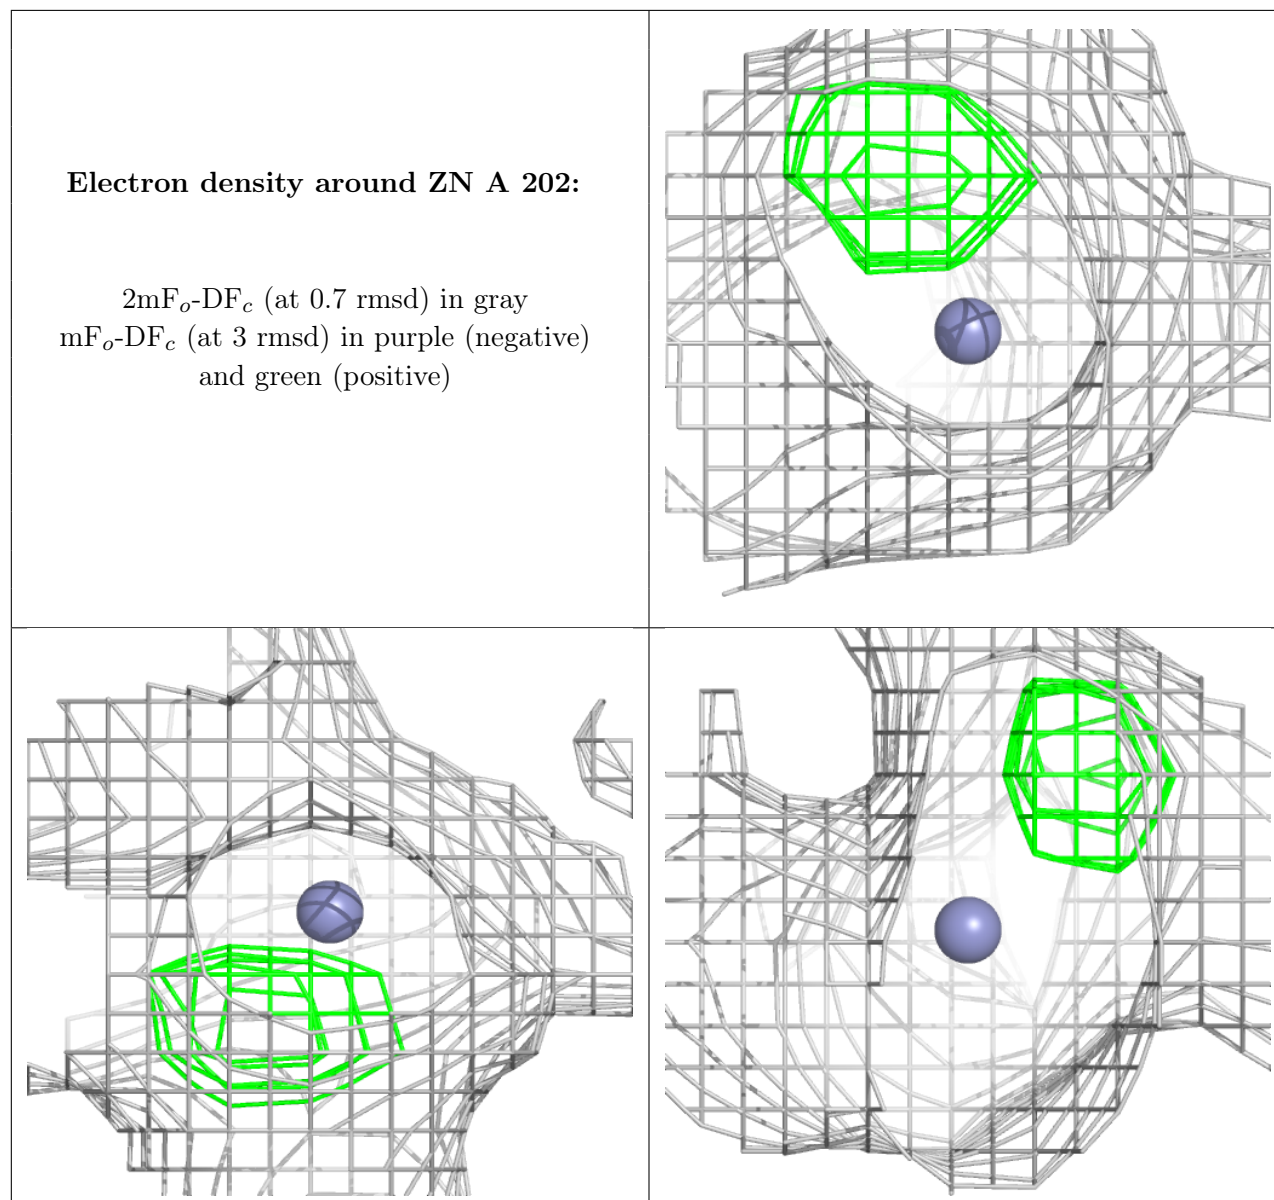 Electron density around ZN A 202:
2mFo-DFc (at 0.7 rmsd) in gray
mFo-DFc (at 3 rmsd) in purple (negative)
and green (positive)